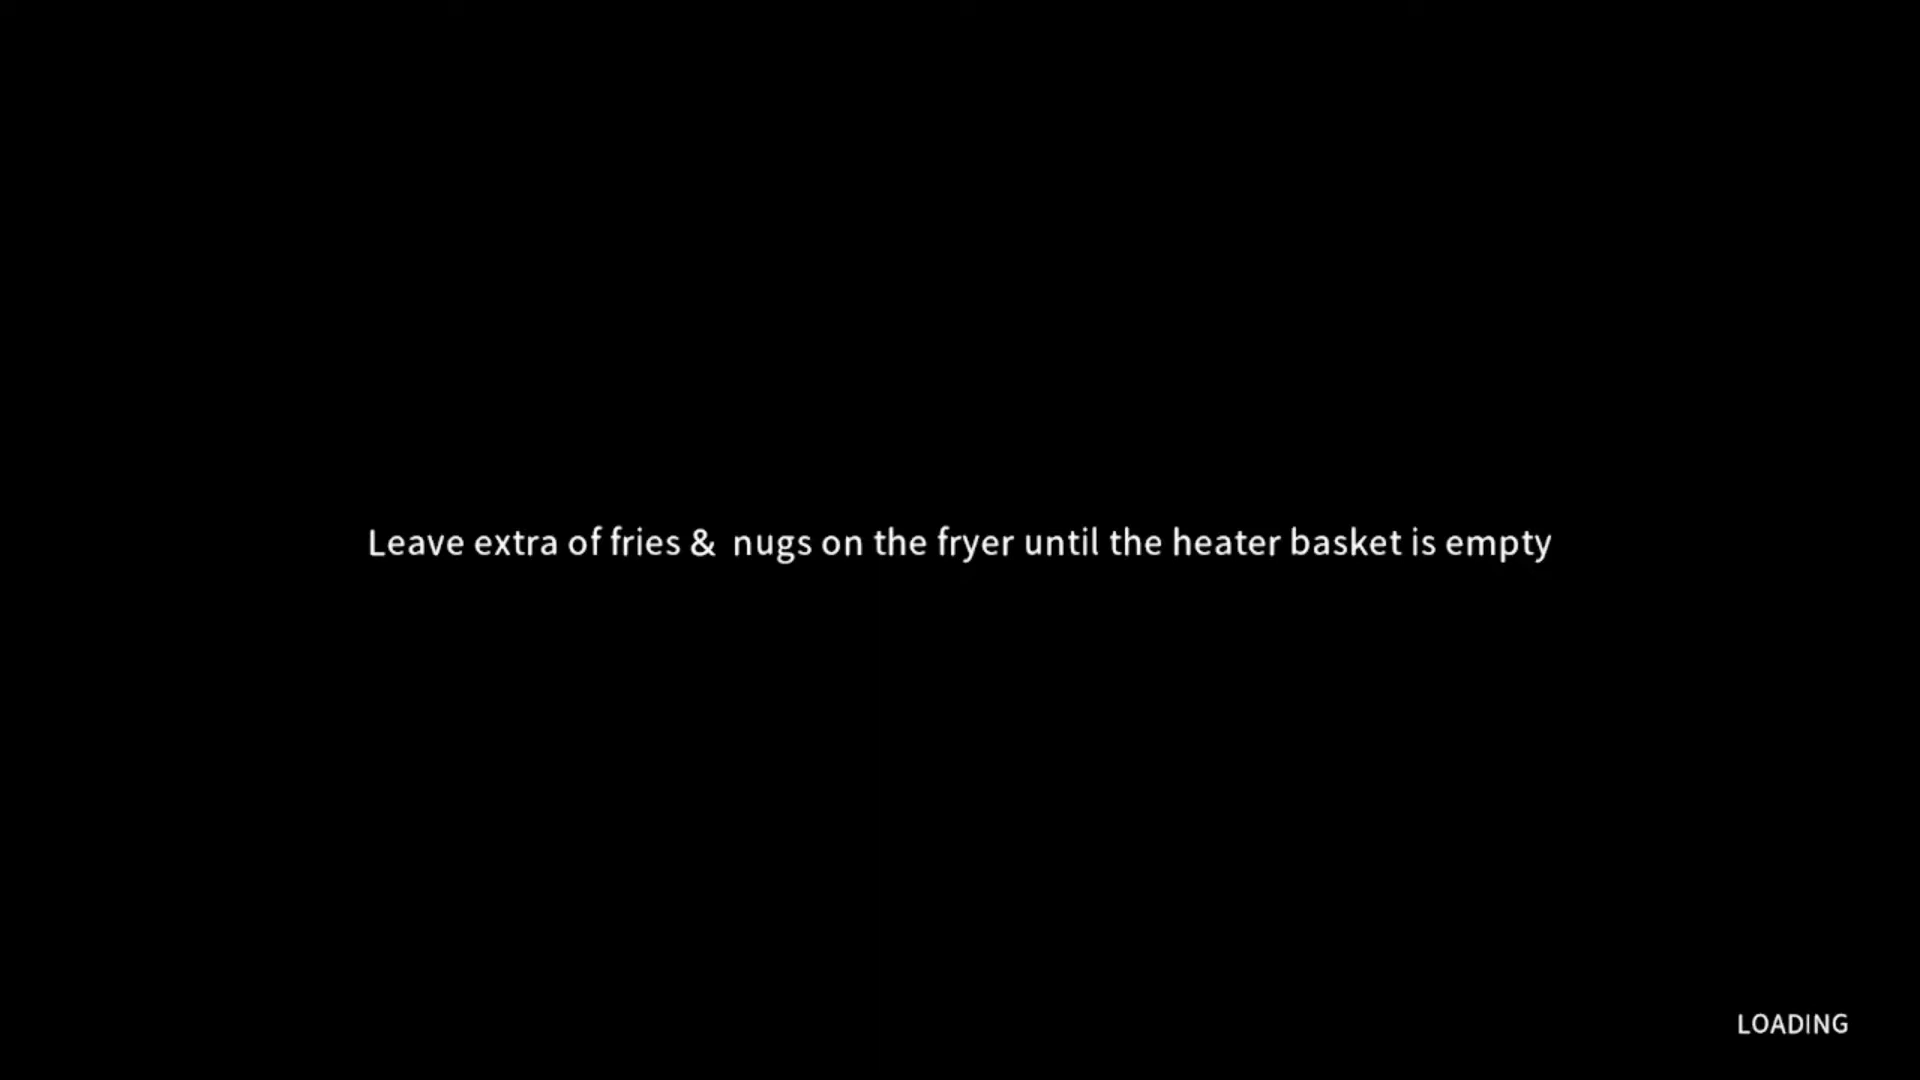 Leave extra of fries &  nugs on the fryer until the heater basket is empty
LOADING